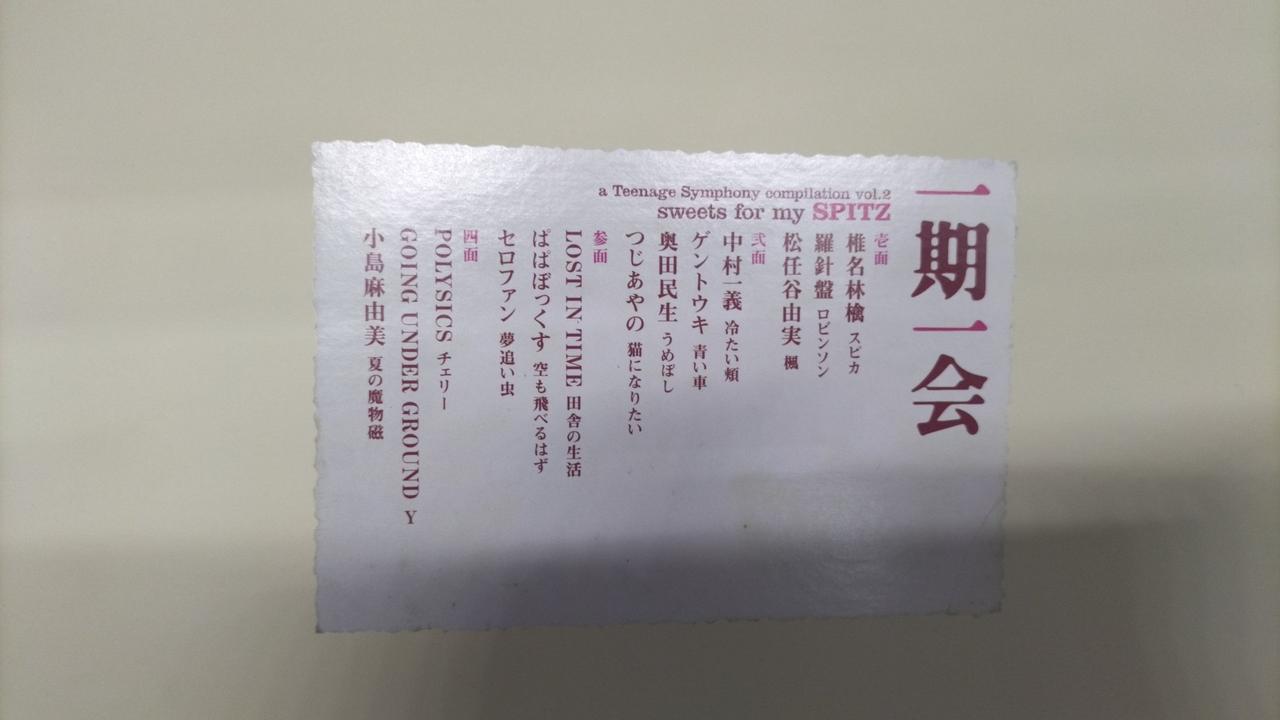 一期一会
a Teenage Symphony compilation vol.2
sweets for my SPITZ
壱面
椎名林檎 スピカ
羅針盤 ロビンソン
松任谷由実 楓
弐面
中村一義 冷たい頬
ゲントウキ 青い車
奥田民生 うめぼし
つじあやの 猫になりたい
参面
LOST IN TIME 田舎の生活
ぱぱぼっくす 空も飛べるはず
セロファン 夢追い虫
四面
POLYSICS チェリー
GOING UNDER GROUND Y
小島麻由美 夏の魔物磁